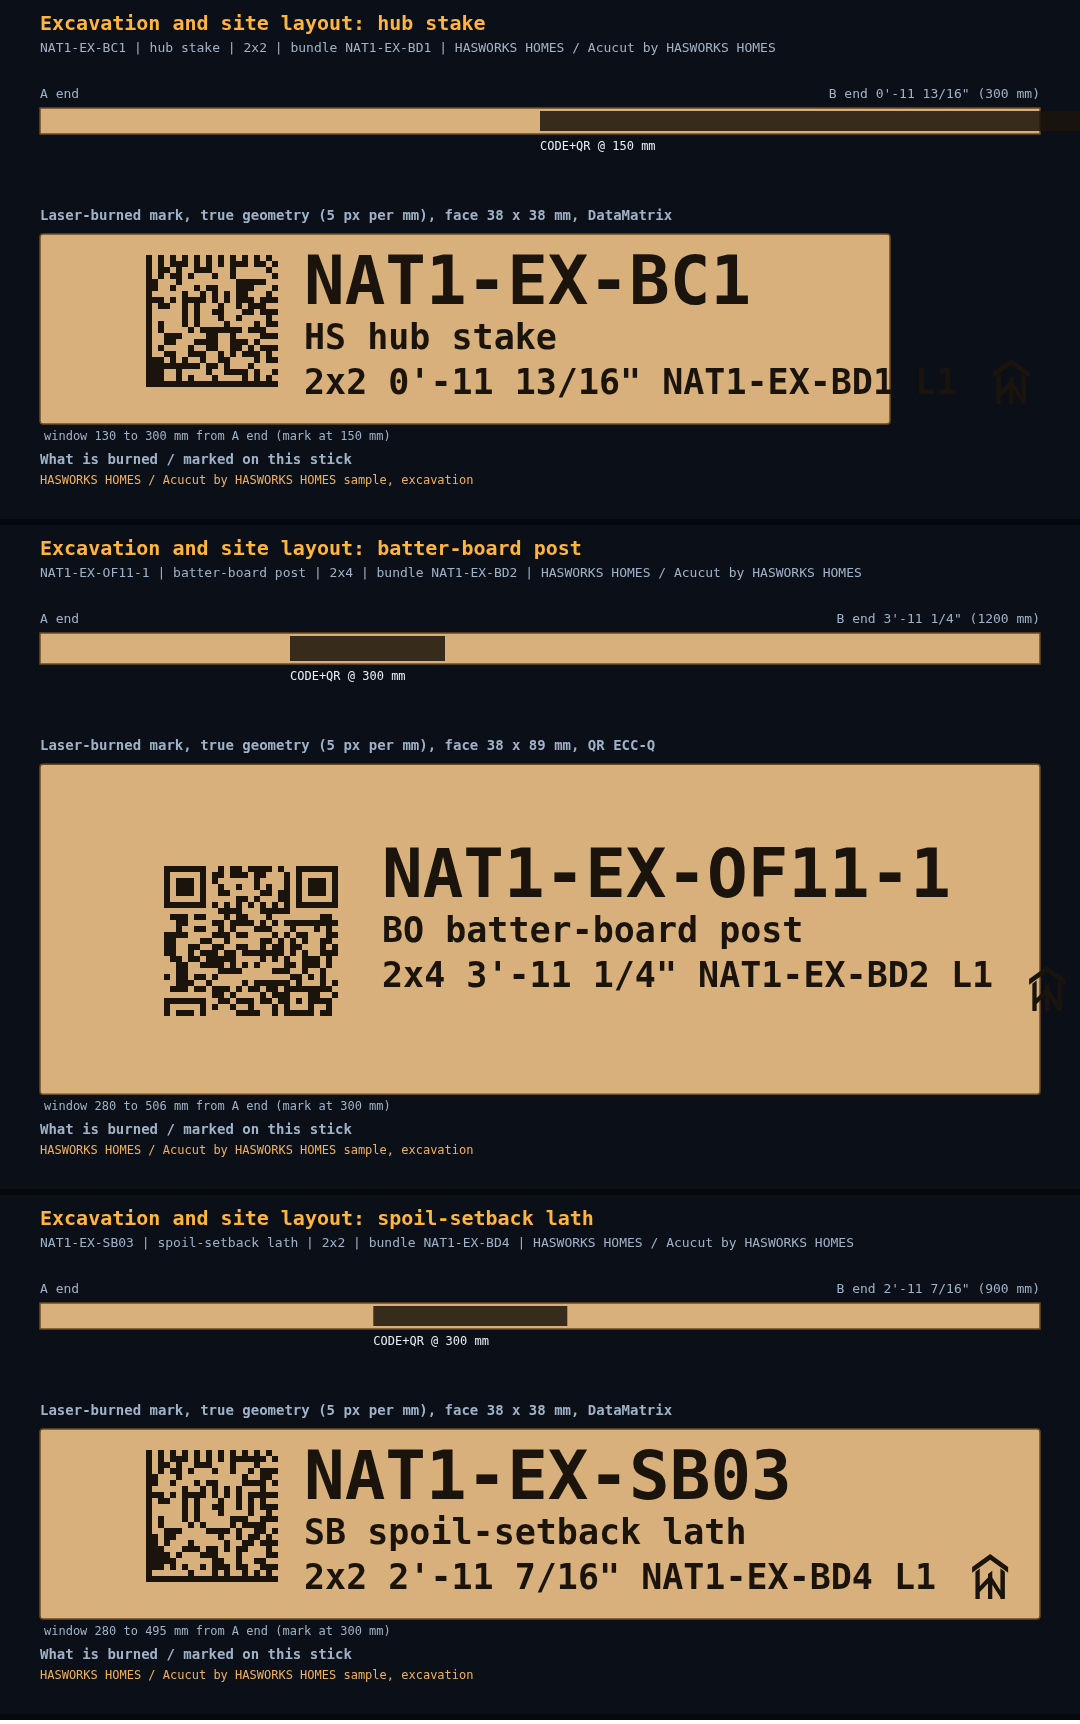 Excavation and site layout: hub stake
NAT1-EX-BC1 | hub stake | 2x2 | bundle NAT1-EX-BD1 | HASWORKS HOMES / Acucut by HASWORKS HOMES
A end
B end 0'-11 13/16" (300 mm)
CODE+QR @ 150 mm
Laser-burned mark, true geometry (5 px per mm), face 38 x 38 mm, DataMatrix
NAT1-EX-BC1
HS hub stake
2x2 0'-11 13/16" NAT1-EX-BD1 L1
window 130 to 300 mm from A end (mark at 150 mm)
What is burned / marked on this stick
HASWORKS HOMES / Acucut by HASWORKS HOMES sample, excavation
Excavation and site layout: batter-board post
NAT1-EX-OF11-1 | batter-board post | 2x4 | bundle NAT1-EX-BD2 | HASWORKS HOMES / Acucut by HASWORKS HOMES
A end
B end 3'-11 1/4" (1200 mm)
CODE+QR @ 300 mm
Laser-burned mark, true geometry (5 px per mm), face 38 x 89 mm, QR ECC-Q
NAT1-EX-OF11-1
BO batter-board post
2x4 3'-11 1/4" NAT1-EX-BD2 L1
window 280 to 506 mm from A end (mark at 300 mm)
What is burned / marked on this stick
HASWORKS HOMES / Acucut by HASWORKS HOMES sample, excavation
Excavation and site layout: spoil-setback lath
NAT1-EX-SB03 | spoil-setback lath | 2x2 | bundle NAT1-EX-BD4 | HASWORKS HOMES / Acucut by HASWORKS HOMES
A end
B end 2'-11 7/16" (900 mm)
CODE+QR @ 300 mm
Laser-burned mark, true geometry (5 px per mm), face 38 x 38 mm, DataMatrix
NAT1-EX-SB03
SB spoil-setback lath
2x2 2'-11 7/16" NAT1-EX-BD4 L1
window 280 to 495 mm from A end (mark at 300 mm)
What is burned / marked on this stick
HASWORKS HOMES / Acucut by HASWORKS HOMES sample, excavation